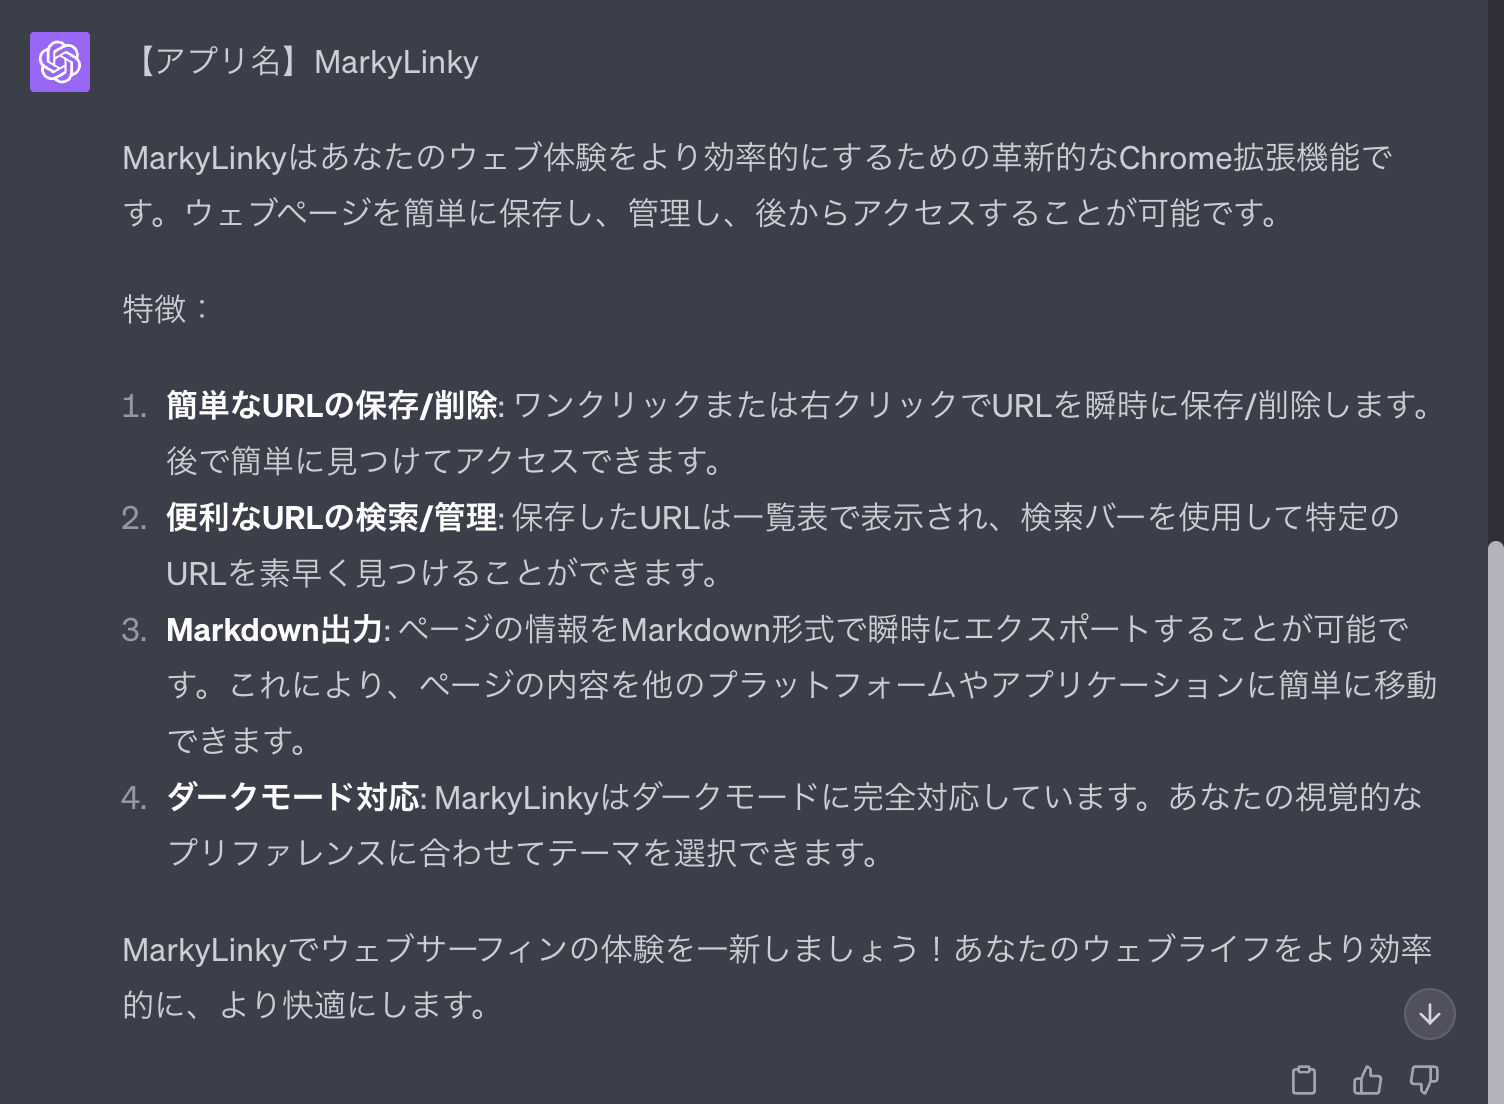 【アプリ名】MarkyLinky
MarkyLinkyはあなたのウェブ体験をより効率的にするための革新的なChrome拡張機能で
す。ウェブページを簡単に保存し、管理し、後からアクセスすることが可能です。
特徴：
1. 簡単なURLの保存/削除: ワンクリックまたは右クリックでURLを瞬時に保存/削除します。
後で簡単に見つけてアクセスできます。
2. 便利なURLの検索/管理: 保存したURLは一覧表で表示され、検索バーを使用して特定の
URLを素早く見つけることができます。
3. Markdown出力: ページの情報をMarkdown形式で瞬時にエクスポートすることが可能で
す。これにより、ページの内容を他のプラットフォームやアプリケーションに簡単に移動
できます。
4. ダークモード対応: MarkyLinkyはダークモードに完全対応しています。あなたの視覚的な
プリファレンスに合わせてテーマを選択できます。
MarkyLinkyでウェブサーフィンの体験を一新しましょう！あなたのウェブライフをより効率
的に、より快適にします。